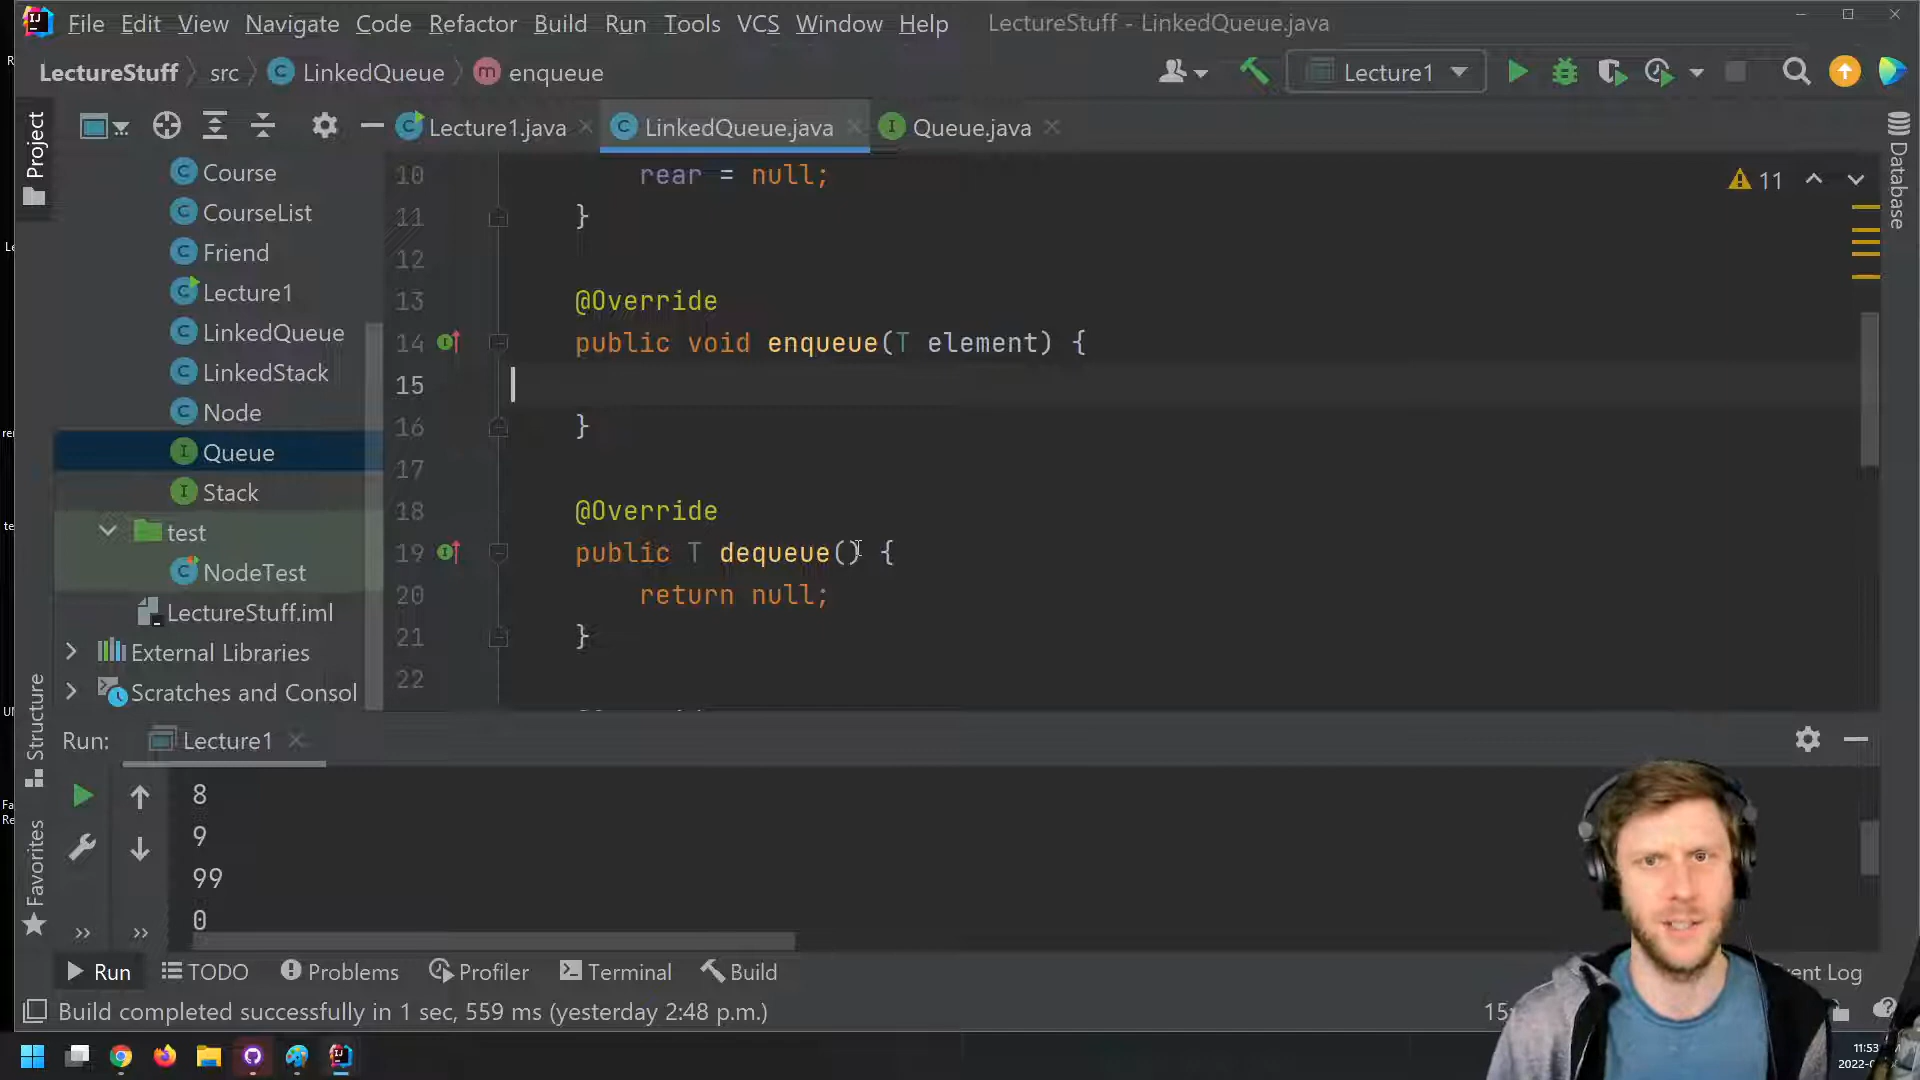 File Edit View Navigate Code Refactor Build Run Tools VCS Window Help LectureStuff - LinkedQueue.java
LectureStuff src LinkedQueue enqueue Lecture1
Project
Lecture1.java LinkedQueue.java Queue.java
Database
Course
CourseList
Friend
Lecture1
LinkedQueue
LinkedStack
Node
Queue
Stack
test
NodeTest
LectureStuff.iml
External Libraries
Scratches and Consol
11
10 rear = null;
11 }
12
13 @Override
14 public void enqueue(T element) {
15
16 }
17
18 @Override
19 public T dequeue() {
20 return null;
21 }
22
Structure
Favorites
Run: Lecture1
8
9
99
0
Run TODO Problems Profiler Terminal Build
Build completed successfully in 1 sec, 559 ms (yesterday 2:48 p.m.)
vent Log
15:
11:53
2022-0